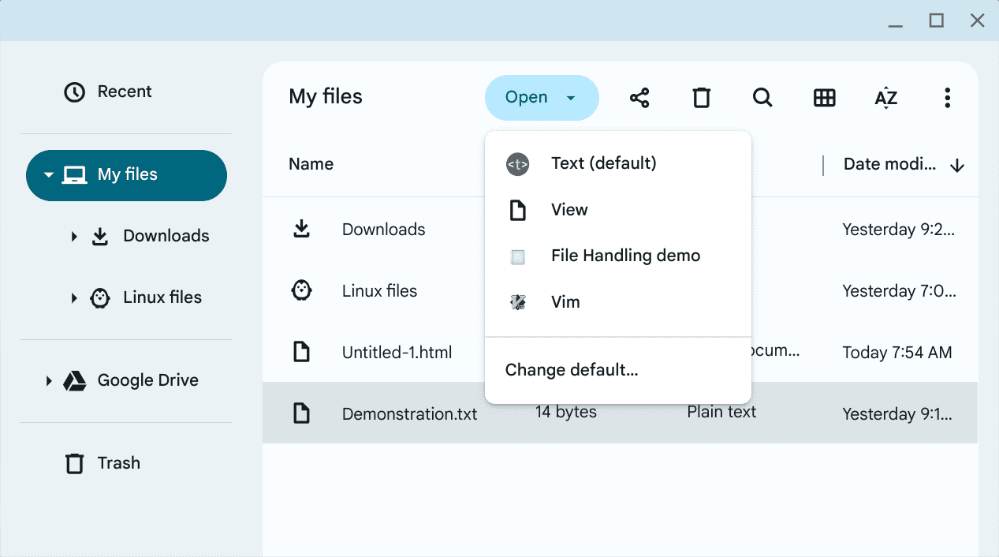 Recent
My files
Downloads
Linux files
Google Drive
Trash
My files
Open
Name
Date modi...
Text (default)
View
File Handling demo
Vim
Change default...
Downloads
Yesterday 9:2...
Linux files
Yesterday 7:0...
Untitled-1.html
ocum...
Today 7:54 AM
Demonstration.txt
14 bytes
Plain text
Yesterday 9:1...
AZ
<t>